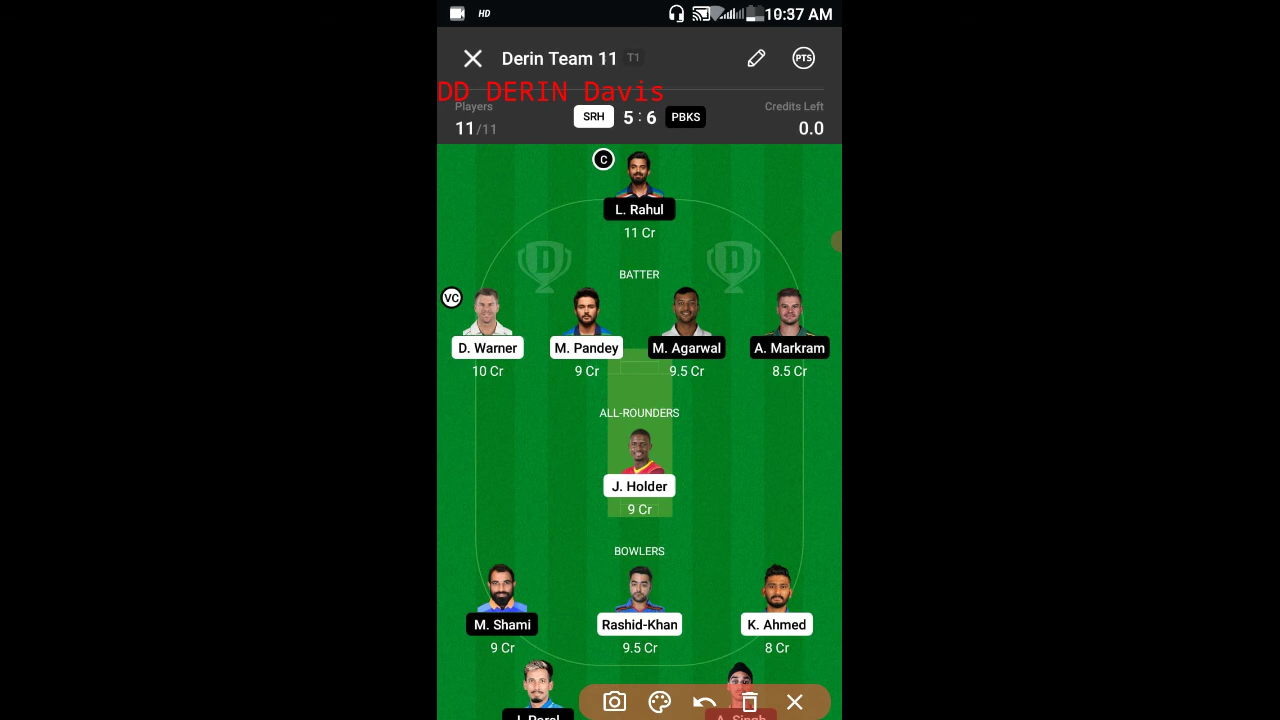 HD
10:37 AM
Derin Team 11 T1
PTS
DD DERIN Davis
Players
Credits Left
11/11
SRH 5 : 6 PBKS
0.0
C
L. Rahul
11 Cr
D D
BATTER
VC
D. Warner M. Pandey M. Agarwal A. Markram
10 Cr 9 Cr 9.5 Cr 8.5 Cr
ALL-ROUNDERS
J. Holder
9 Cr
BOWLERS
M. Shami Rashid-Khan K. Ahmed
9 Cr 9.5 Cr 8 Cr
A. Singh